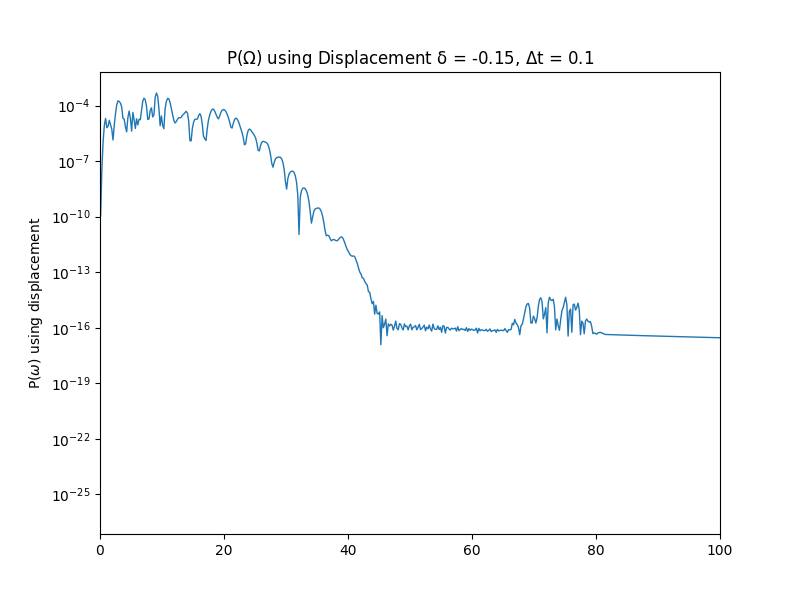 P(Ω) using Displacement δ = -0.15, Δt = 0.1
P(ω) using displacement
10⁻⁴
10⁻⁷
10⁻¹⁰
10⁻¹³
10⁻¹⁶
10⁻¹⁹
10⁻²²
10⁻²⁵
0 20 40 60 80 100